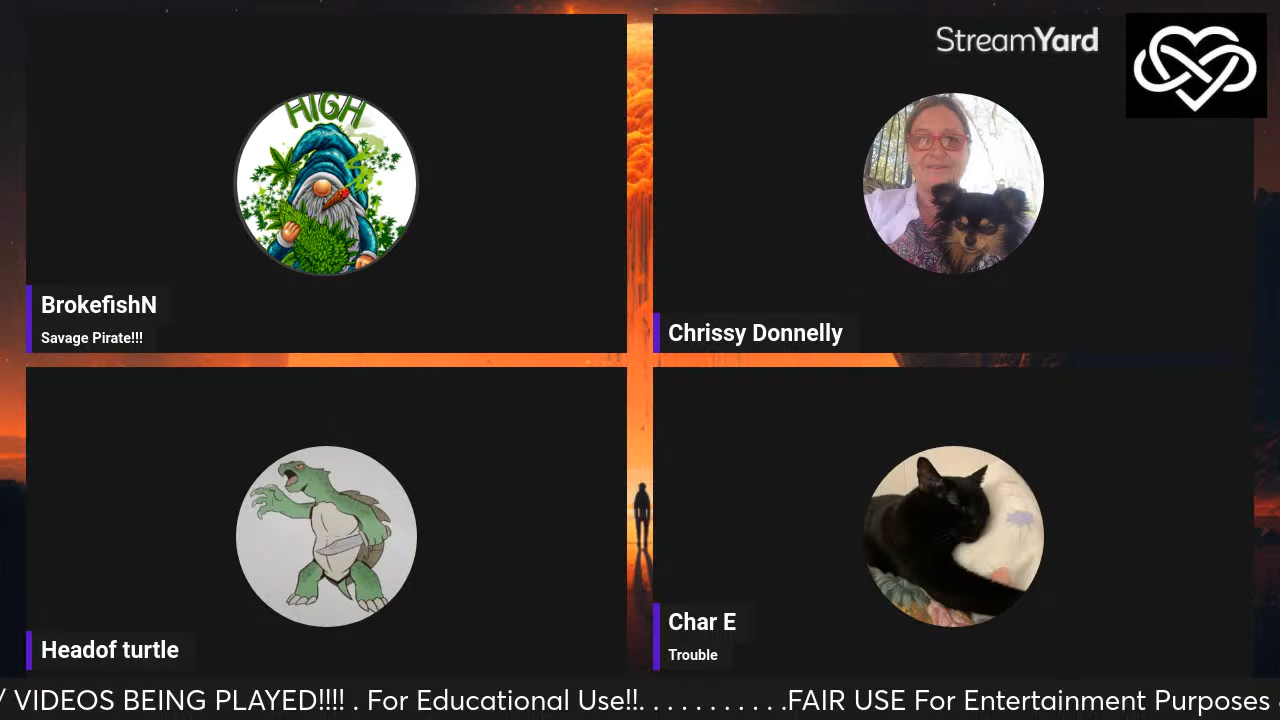 StreamYard
HIGH
BrokefishN
Savage Pirate!!!
Chrissy Donnelly
Headof turtle
Char E
Trouble
/ VIDEOS BEING PLAYED!!!! . For Educational Use!!. . . . . . . . . . .FAIR USE For Entertainment Purposes